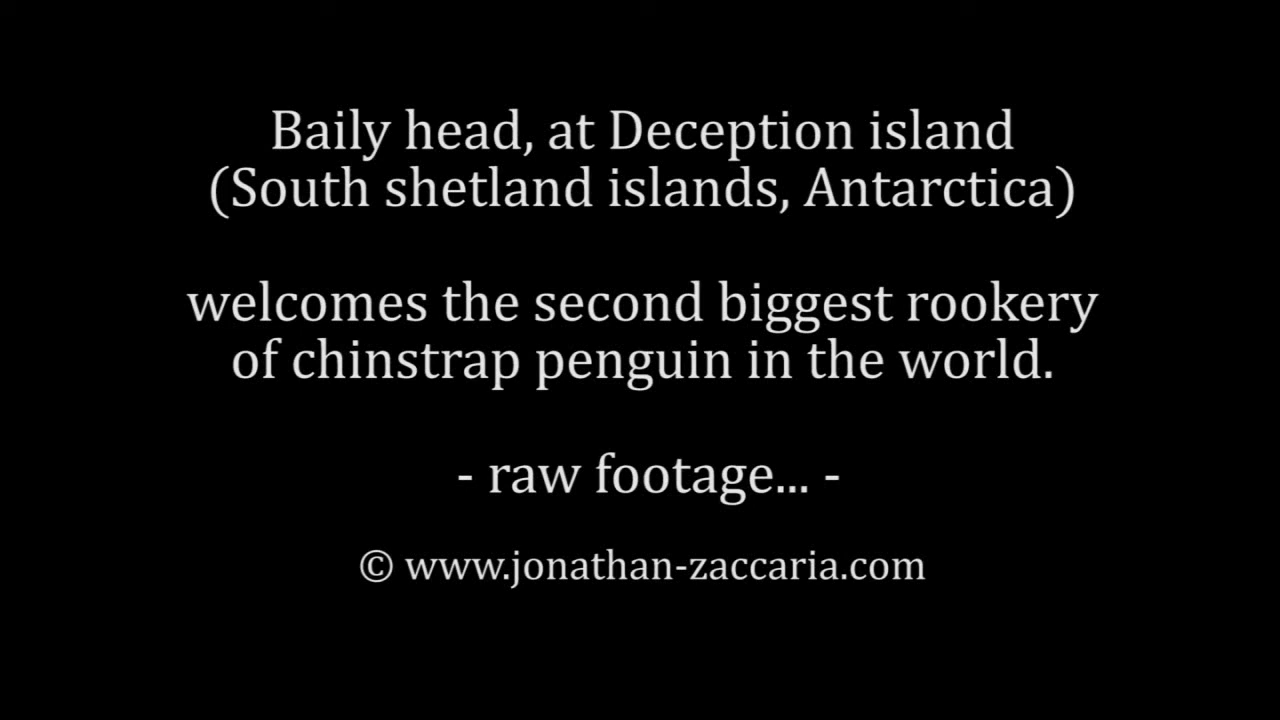 Baily head, at Deception island
(South shetland islands, Antarctica)
welcomes the second biggest rookery
of chinstrap penguin in the world.
- raw footage... -
© www.jonathan-zaccaria.com